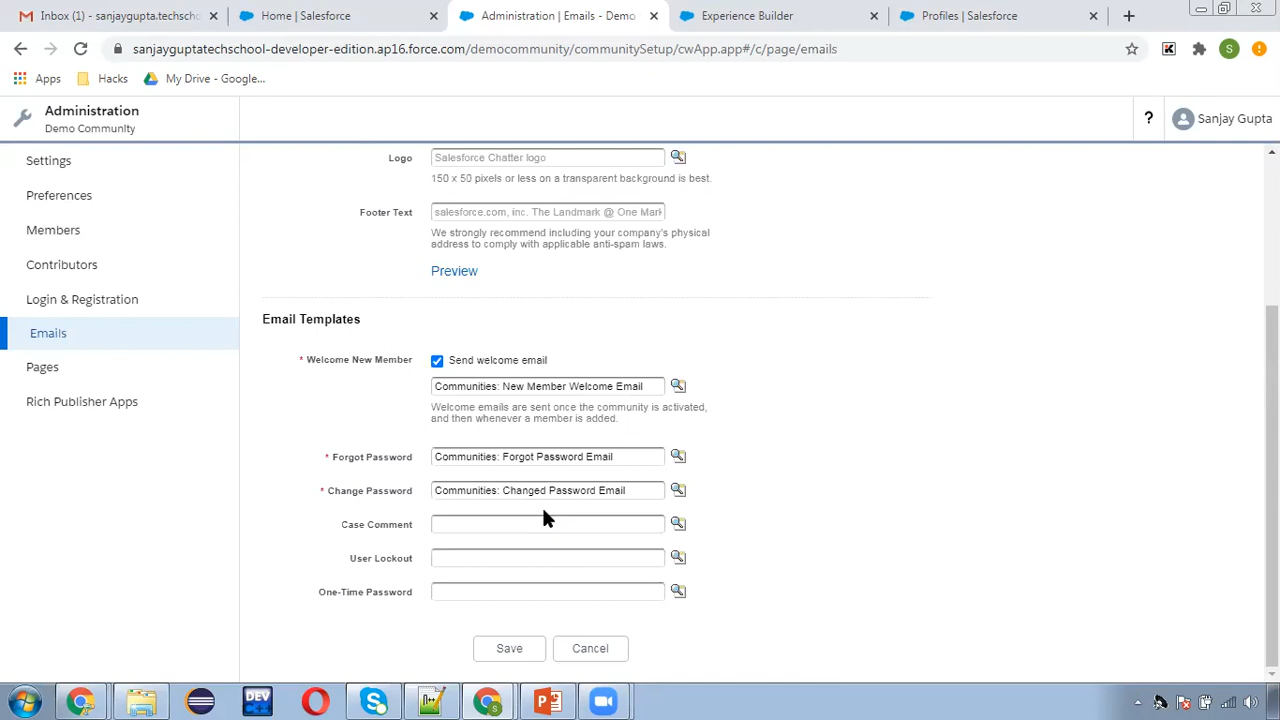 Inbox (1) - sanjaygupta.techscho
Home | Salesforce
Administration | Emails - Demo
Experience Builder
Profiles | Salesforce
sanjayguptatechschool-developer-edition.ap16.force.com/democommunity/communitySetup/cwApp.app#/c/page/emails
S
Apps
Hacks
My Drive - Google...
Administration
Demo Community
?
Sanjay Gupta
Settings
Preferences
Members
Contributors
Login & Registration
Emails
Pages
Rich Publisher Apps
Logo
Salesforce Chatter logo
150 x 50 pixels or less on a transparent background is best.
Footer Text
salesforce.com, inc. The Landmark @ One Mark
We strongly recommend including your company's physical
address to comply with applicable anti-spam laws.
Preview
Email Templates
* Welcome New Member
Send welcome email
Communities: New Member Welcome Email
Welcome emails are sent once the community is activated,
and then whenever a member is added.
* Forgot Password
Communities: Forgot Password Email
* Change Password
Communities: Changed Password Email
Case Comment
User Lockout
One-Time Password
Save
Cancel
DEV
C++